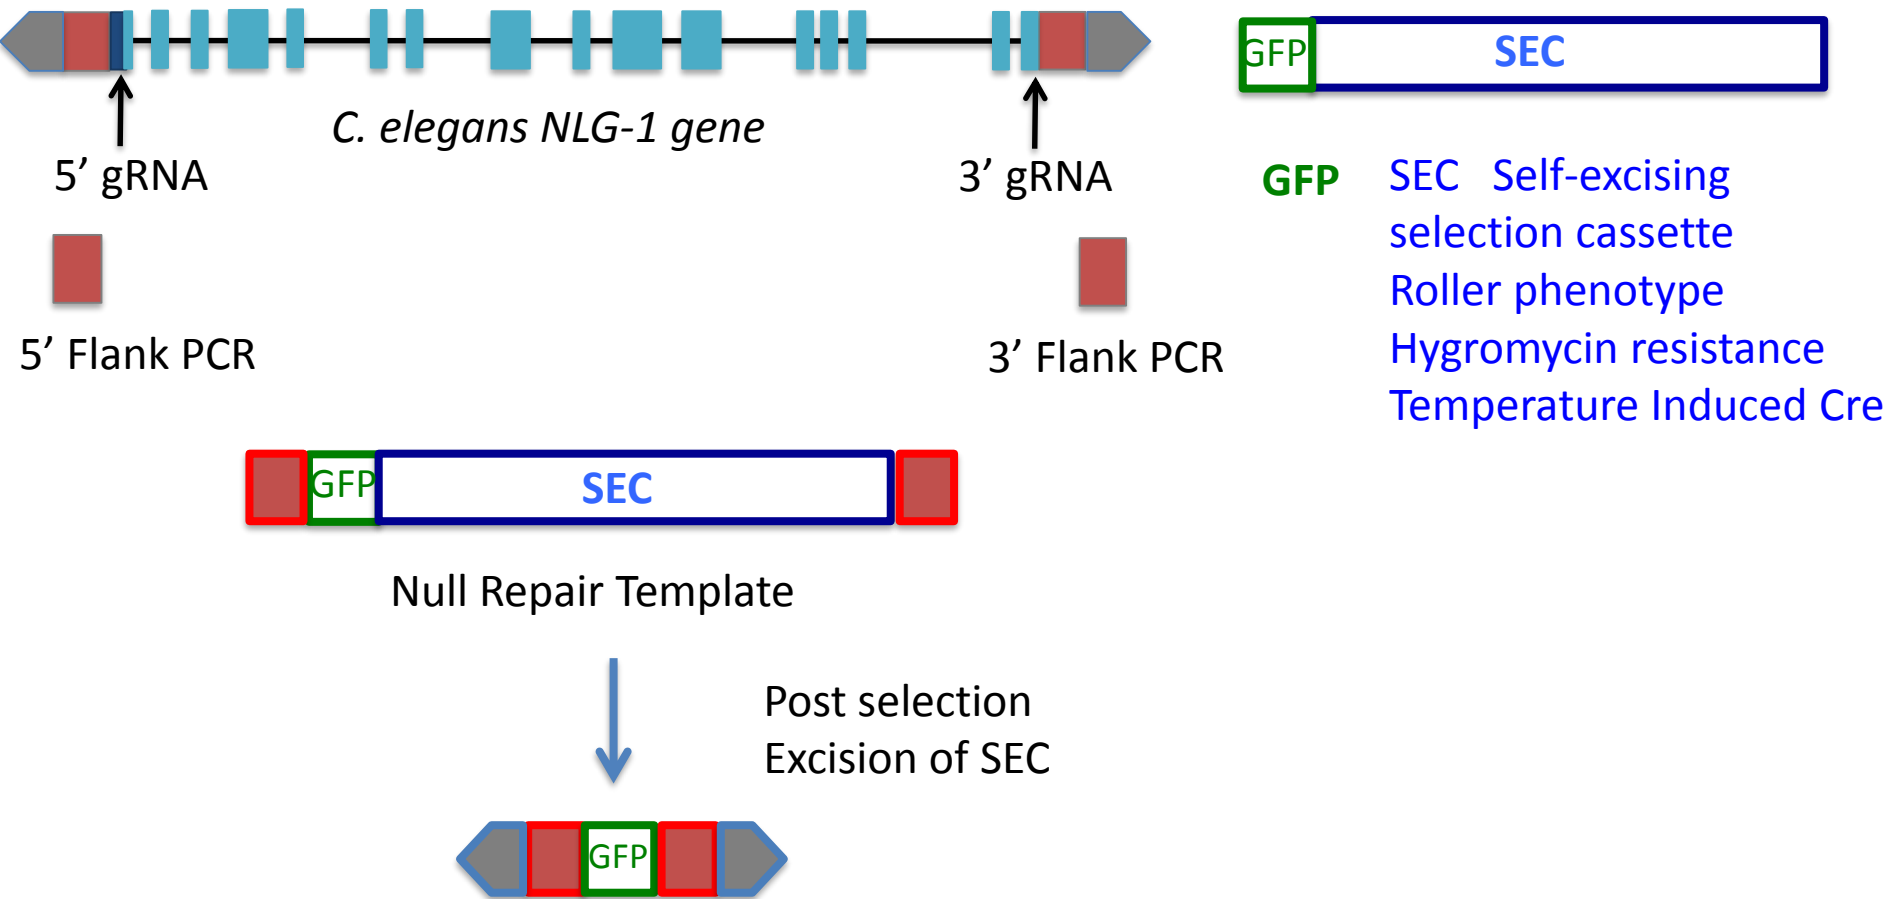 GFP SEC
C. elegans NLG-1 gene
5’ gRNA
3’ gRNA
GFP
SEC Self-excising
selection cassette
Roller phenotype
Hygromycin resistance
Temperature Induced Cre
5’ Flank PCR
3’ Flank PCR
GFP SEC
Null Repair Template
Post selection
Excision of SEC
GFP